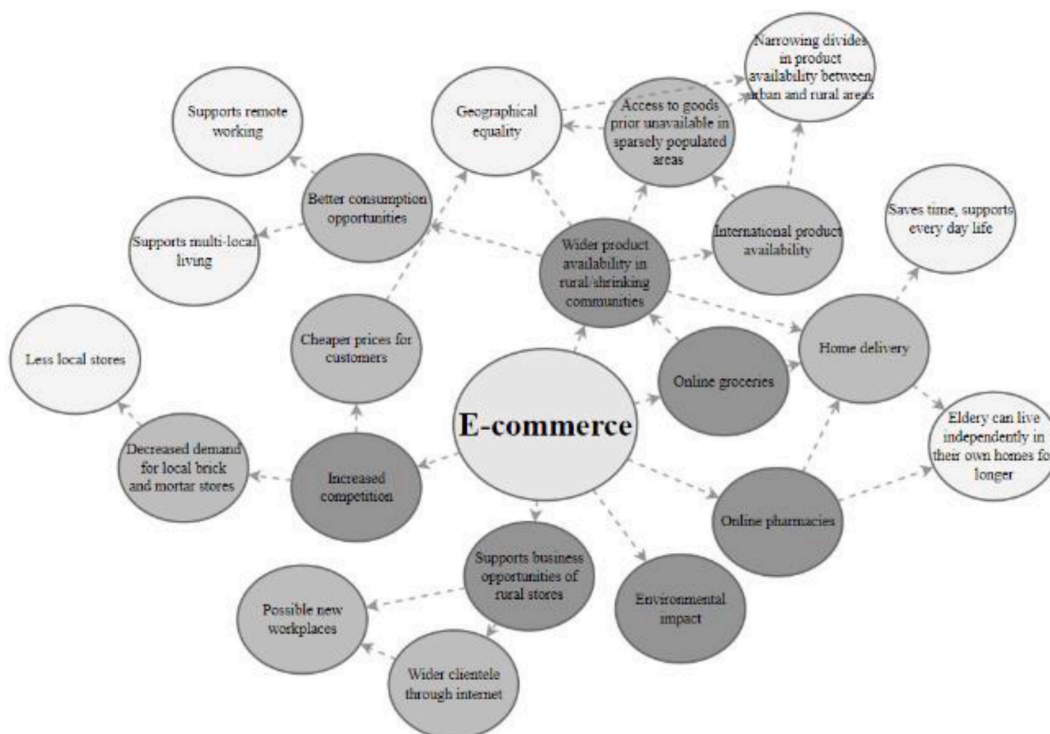 Narrowing divides
in product
availability between
urban and rural areas
Supports remote
working
Geographical
equality
Access to goods
prior unavailable in
sparsely populated
areas
Better consumption
opportunities
Supports multi-local
living
Wider product
availability in
rural/shrinking
communities
International product
availability
Saves time, supports
every day life
Less local stores
Cheaper prices for
customers
Online groceries
Home delivery
E-commerce
Decreased demand
for local brick
and mortar stores
Increased
competition
Eldery can live
independently in
their own homes for
longer
Online pharmacies
Supports business
opportunities of
rural stores
Environmental
impact
Possible new
workplaces
Wider clientele
through internet